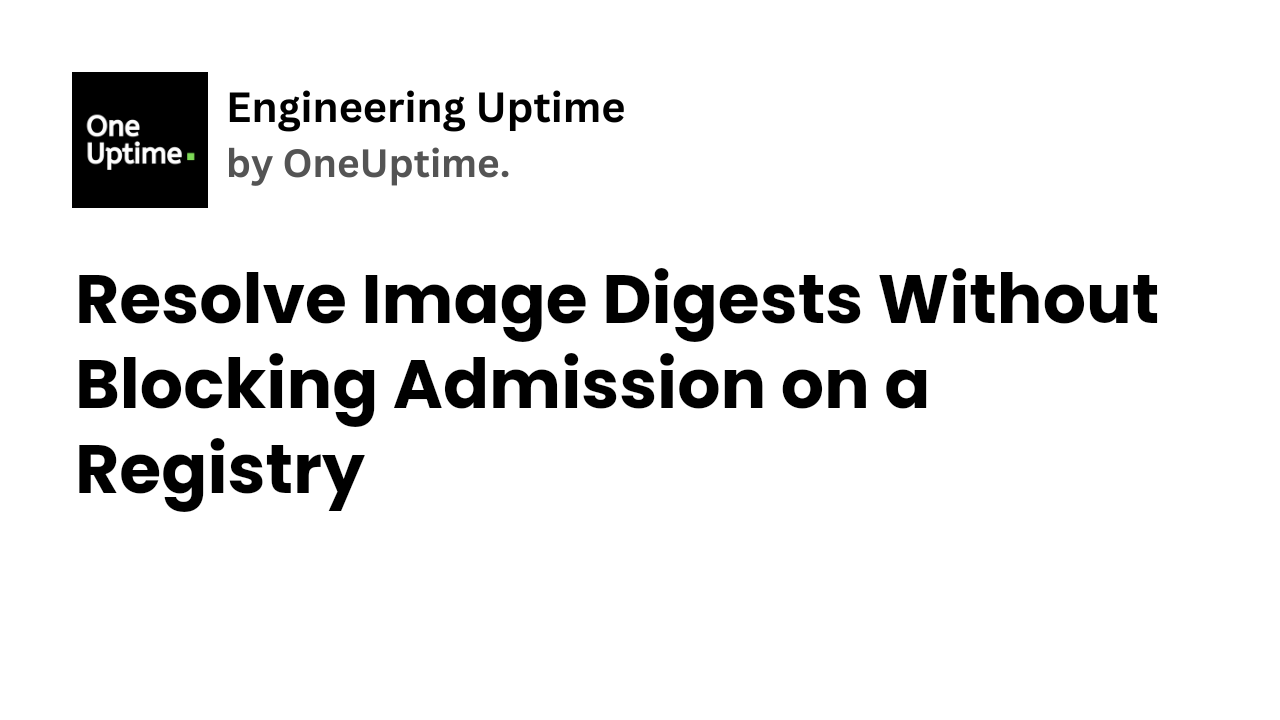 One
Uptime.
Engineering Uptime
by OneUptime.
Resolve Image Digests Without
Blocking Admission on a
Registry